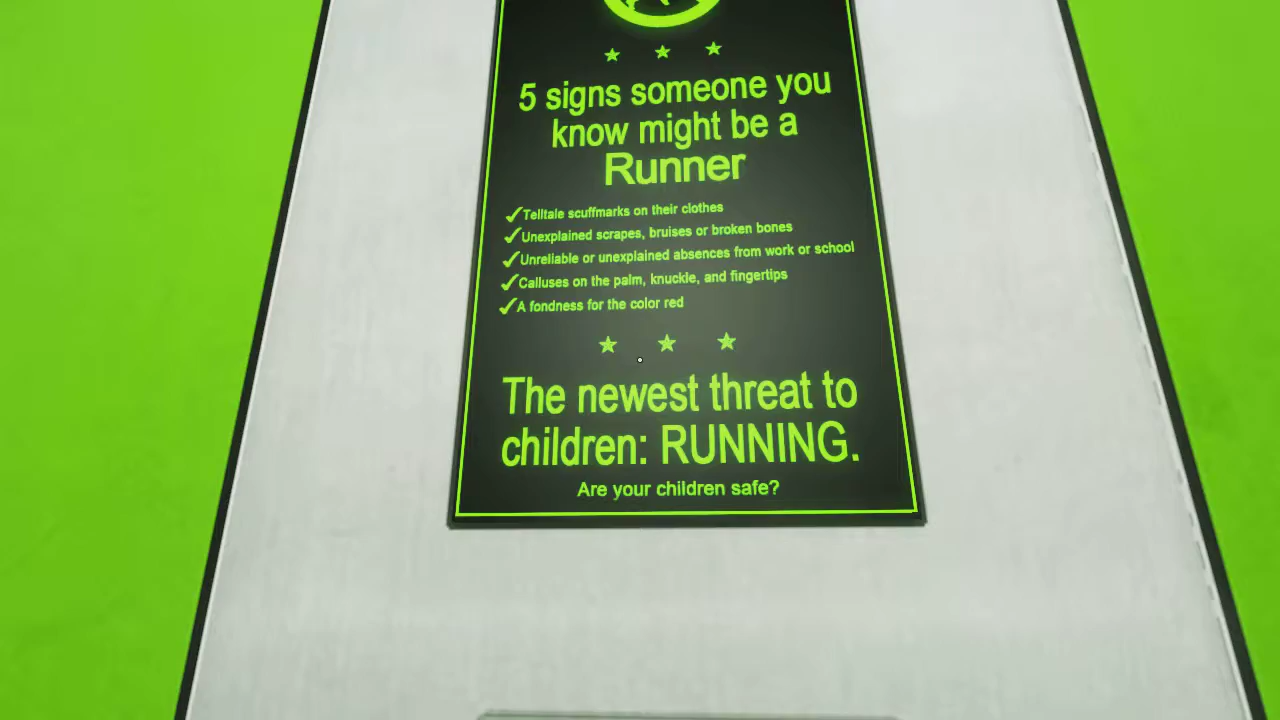 5 signs someone you
know might be a
Runner
✓Telltale scuffmarks on their clothes
✓Unexplained scrapes, bruises or broken bones
✓Unreliable or unexplained absences from work or school
✓Calluses on the palm, knuckle, and fingertips
✓A fondness for the color red
The newest threat to
children: RUNNING.
Are your children safe?